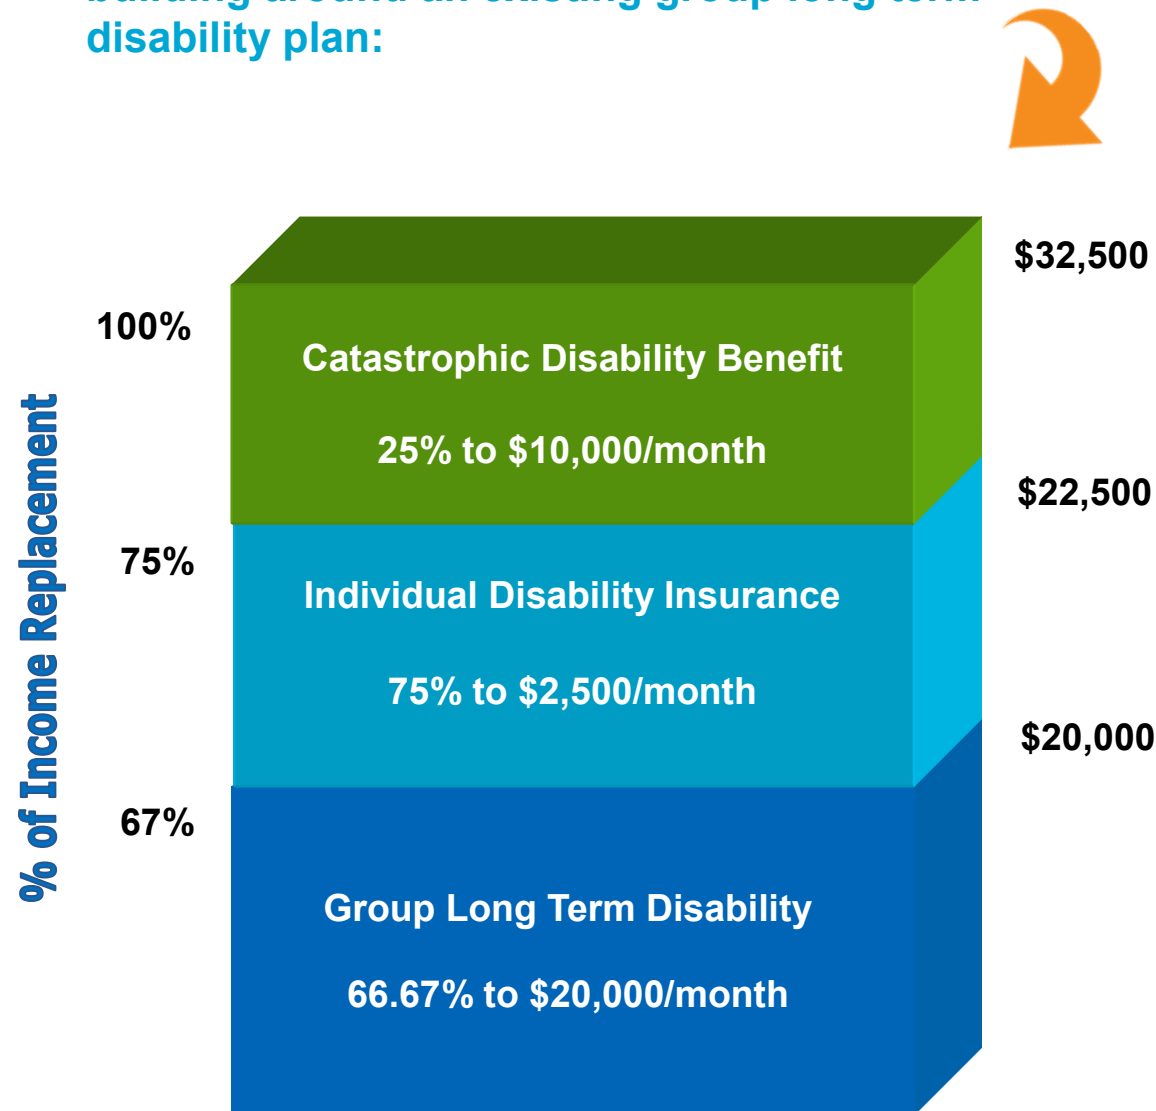 disability plan:
$32,500
100%
Catastrophic Disability Benefit
25% to $10,000/month
$22,500
75%
Individual Disability Insurance
75% to $2,500/month
$20,000
67%
Group Long Term Disability
66.67% to $20,000/month
% of Income Replacement